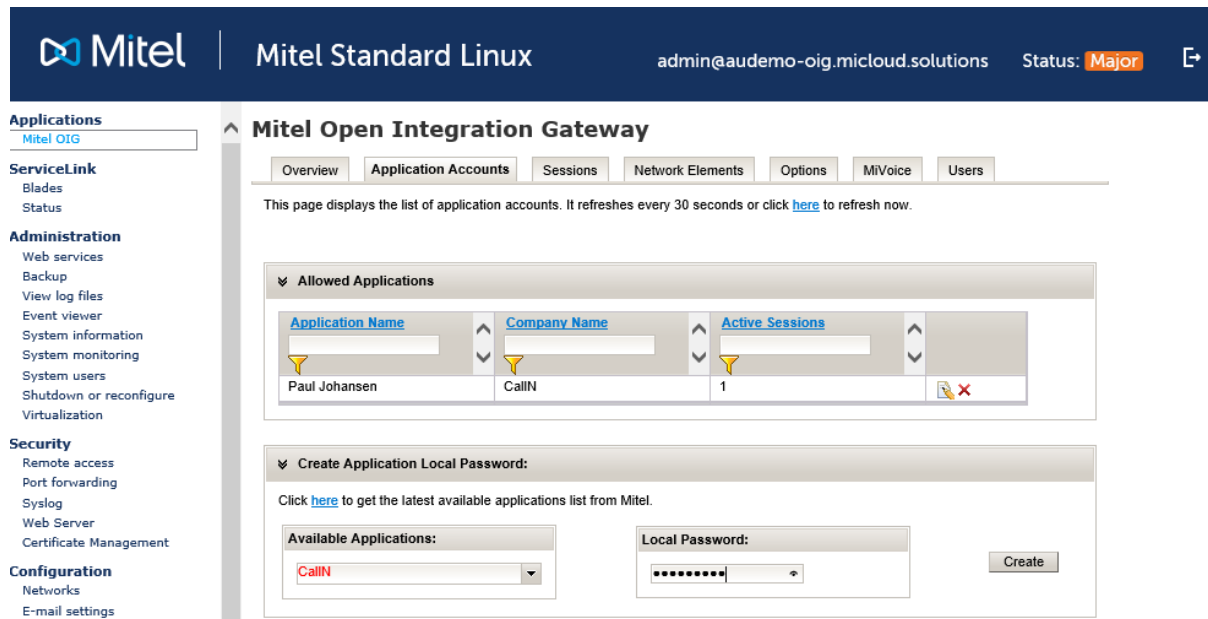 Mitel
Mitel Standard Linux
admin@audemo-oig.micloud.solutions
Status: Major
Applications
Mitel OIG
ServiceLink
Blades
Status
Administration
Web services
Backup
View log files
Event viewer
System information
System monitoring
System users
Shutdown or reconfigure
Virtualization
Security
Remote access
Port forwarding
Syslog
Web Server
Certificate Management
Configuration
Networks
E-mail settings
Mitel Open Integration Gateway
Overview Application Accounts Sessions Network Elements Options MiVoice Users
This page displays the list of application accounts. It refreshes every 30 seconds or click here to refresh now.
Allowed Applications
Application Name Company Name Active Sessions
Paul Johansen CallN 1
Create Application Local Password:
Click here to get the latest available applications list from Mitel.
Available Applications:
CallN
Local Password:
•••••••••
Create